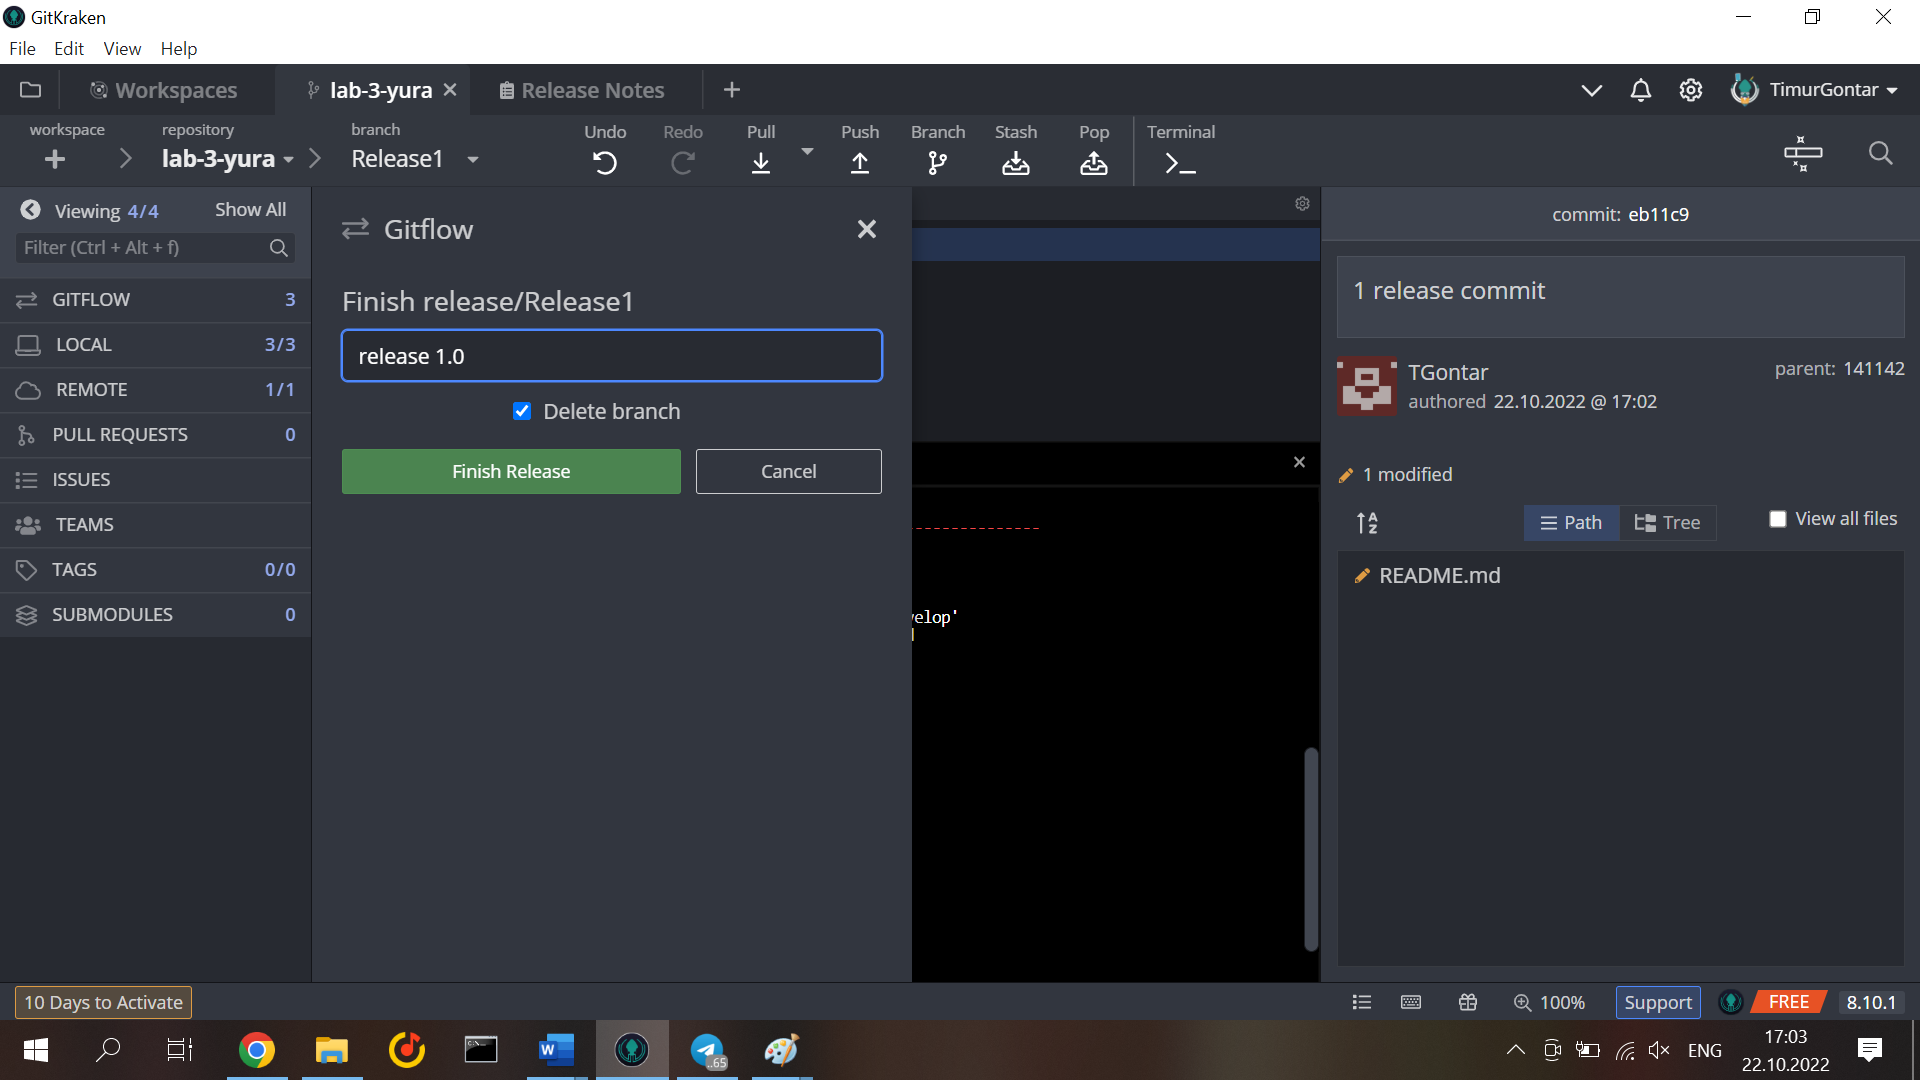 GitKraken
File Edit View Help
Workspaces
lab-3-yura
Release Notes
TimurGontar
workspace
repository
lab-3-yura
branch
Release1
Undo
Redo
Pull
Push
Branch
Stash
Pop
Terminal
Viewing 4/4
Show All
Filter (Ctrl + Alt + f)
GITFLOW 3
LOCAL 3/3
REMOTE 1/1
PULL REQUESTS 0
ISSUES
TEAMS
TAGS 0/0
SUBMODULES 0
Gitflow
Finish release/Release1
release 1.0
Delete branch
Finish Release
Cancel
velop'
commit: eb11c9
1 release commit
TGontar
authored 22.10.2022 @ 17:02
parent: 141142
1 modified
Path
Tree
View all files
README.md
10 Days to Activate
100%
Support
FREE
8.10.1
..65
ENG
17:03
22.10.2022